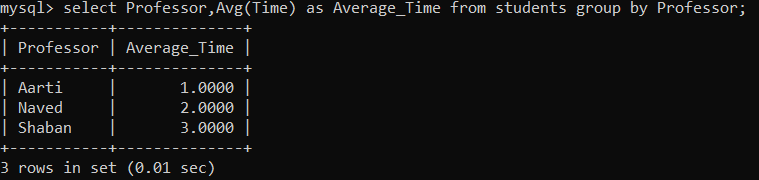 mysql> select Professor,Avg(Time) as Average_Time from students group by Professor;
+-----------+--------------+
| Professor | Average_Time |
+-----------+--------------+
| Aarti     |       1.0000 |
| Naved     |       2.0000 |
| Shaban    |       3.0000 |
+-----------+--------------+
3 rows in set (0.01 sec)